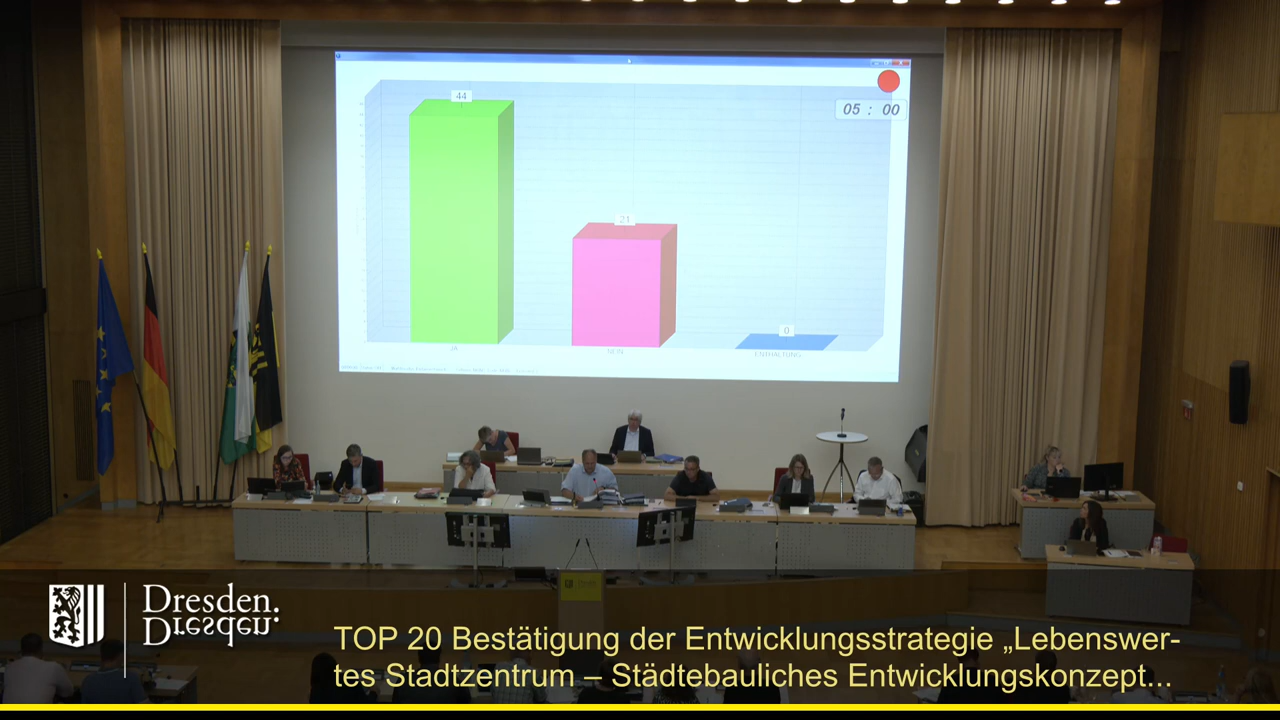 44
05 : 00
21
0
JA
NEIN
ENTHALTUNG
Dresden.
Dresden.
TOP 20 Bestätigung der Entwicklungsstrategie „Lebenswer-
tes Stadtzentrum – Städtebauliches Entwicklungskonzept...